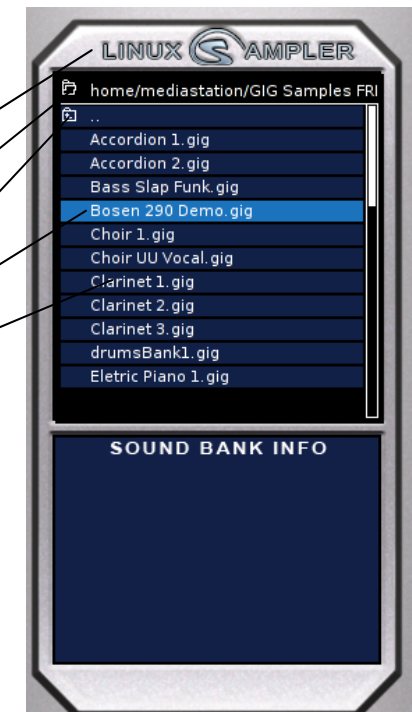 LINUX SAMPLER
home/mediastation/GIG Samples FRI
..
Accordion 1.gig
Accordion 2.gig
Bass Slap Funk.gig
Bosen 290 Demo.gig
Choir 1.gig
Choir UU Vocal.gig
Clarinet 1.gig
Clarinet 2.gig
Clarinet 3.gig
drumsBank1.gig
Eletric Piano 1.gig
SOUND BANK INFO